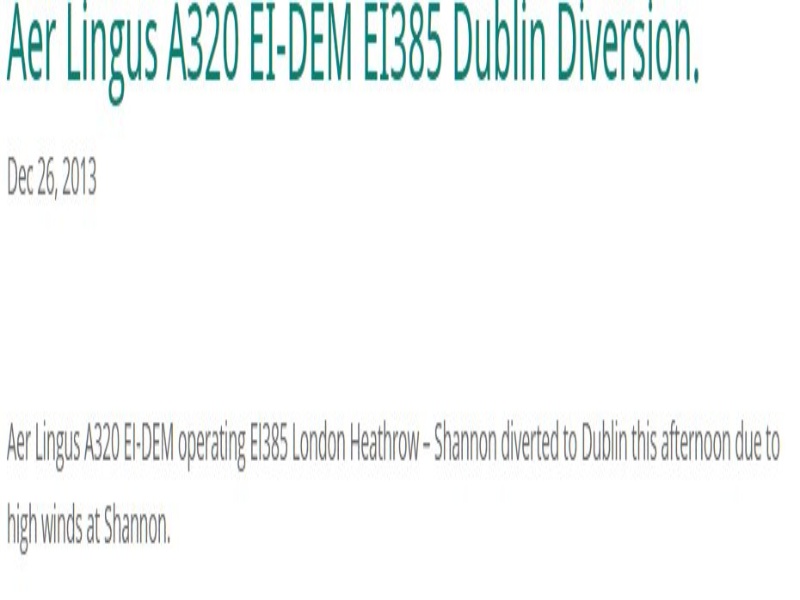 Aer Lingus A320 EI-DEM EI385 Dublin Diversion.
Dec 26, 2013
Aer Lingus A320 EI-DEM operating EI385 London Heathrow – Shannon diverted to Dublin this afternoon due to
high winds at Shannon.